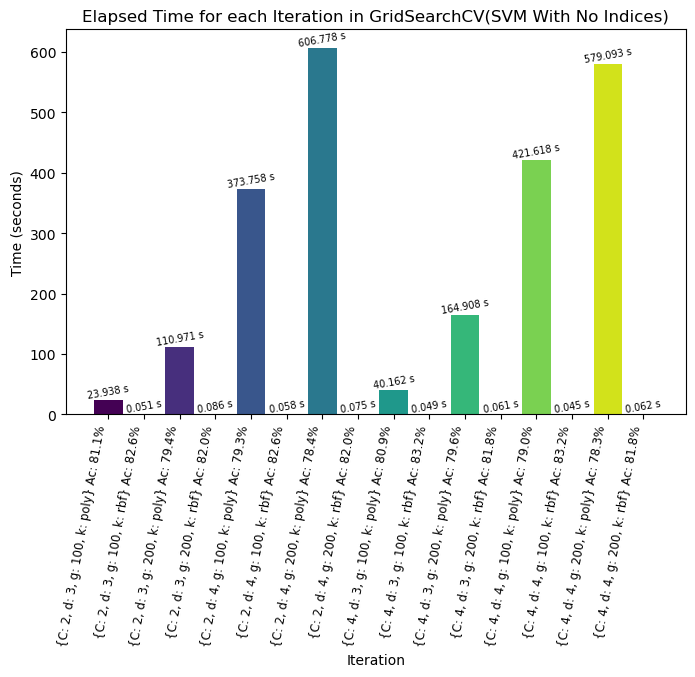 Elapsed Time for each Iteration in GridSearchCV(SVM With No Indices)
Time (seconds)
600
500
400
300
200
100
0
23.938 s
0.051 s
110.971 s
0.086 s
373.758 s
0.058 s
606.778 s
0.075 s
40.162 s
0.049 s
164.908 s
0.061 s
421.618 s
0.045 s
579.093 s
0.062 s
{C: 2, d: 3, g: 100, k: poly} Ac: 81.1%
{C: 2, d: 3, g: 100, k: rbf} Ac: 82.6%
{C: 2, d: 3, g: 200, k: poly} Ac: 79.4%
{C: 2, d: 3, g: 200, k: rbf} Ac: 82.0%
{C: 2, d: 4, g: 100, k: poly} Ac: 79.3%
{C: 2, d: 4, g: 100, k: rbf} Ac: 82.6%
{C: 2, d: 4, g: 200, k: poly} Ac: 78.4%
{C: 2, d: 4, g: 200, k: rbf} Ac: 82.0%
{C: 4, d: 3, g: 100, k: poly} Ac: 80.9%
{C: 4, d: 3, g: 100, k: rbf} Ac: 83.2%
{C: 4, d: 3, g: 200, k: poly} Ac: 79.6%
{C: 4, d: 3, g: 200, k: rbf} Ac: 81.8%
{C: 4, d: 4, g: 100, k: poly} Ac: 79.0%
{C: 4, d: 4, g: 100, k: rbf} Ac: 83.2%
{C: 4, d: 4, g: 200, k: poly} Ac: 78.3%
{C: 4, d: 4, g: 200, k: rbf} Ac: 81.8%
Iteration